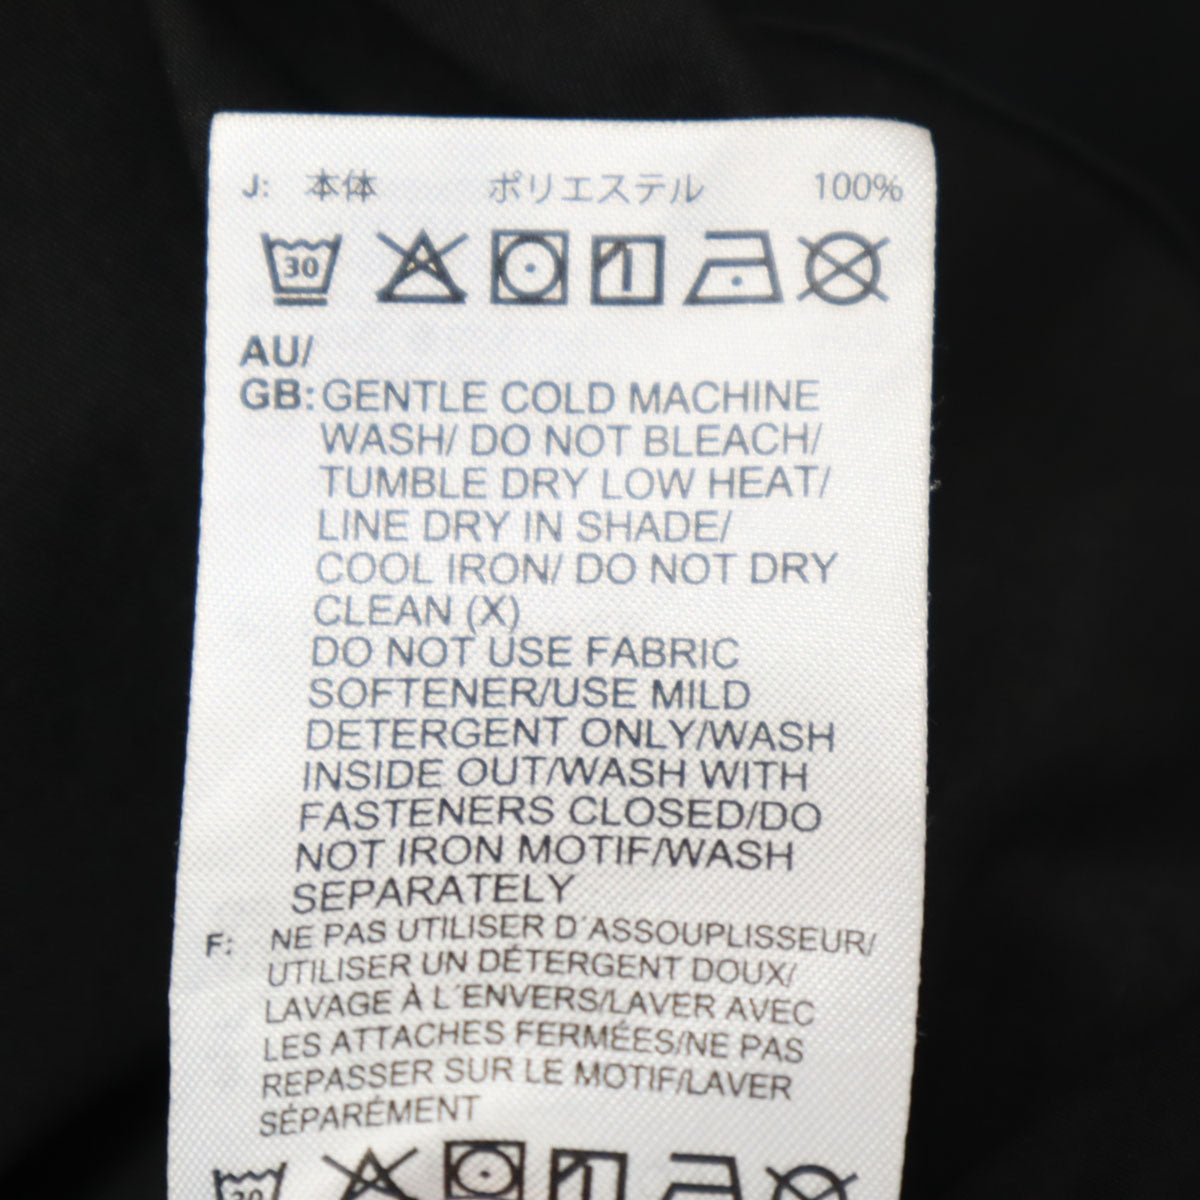 J: 本体 ポリエステル 100%
30
AU/
GB: GENTLE COLD MACHINE
WASH/ DO NOT BLEACH/
TUMBLE DRY LOW HEAT/
LINE DRY IN SHADE/
COOL IRON/ DO NOT DRY
CLEAN (X)
DO NOT USE FABRIC
SOFTENER/USE MILD
DETERGENT ONLY/WASH
INSIDE OUT/WASH WITH
FASTENERS CLOSED/DO
NOT IRON MOTIF/WASH
SEPARATELY
F: NE PAS UTILISER D´ASSOUPLISSEUR/
UTILISER UN DÉTERGENT DOUX/
LAVAGE À L´ENVERS/LAVER AVEC
LES ATTACHES FERMÉES/NE PAS
REPASSER SUR LE MOTIF/LAVER
SÉPARÉMENT
30